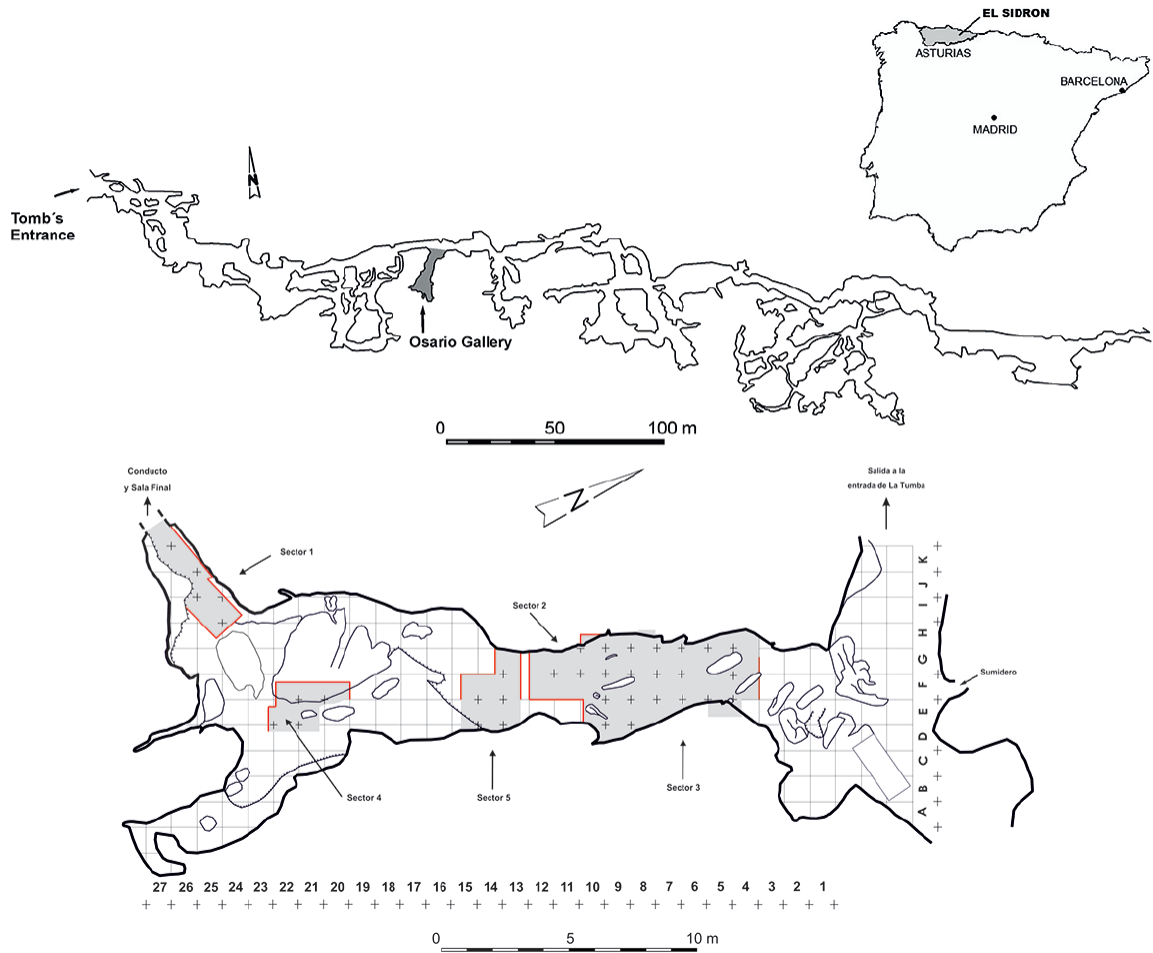 EL SIDRON
ASTURIAS
BARCELONA
MADRID
N
Tomb´s
Entrance
Osario Gallery
0 50 100 m
Conducto
y Sala Final
N
Salida a la
entrada de La Tumba
Sector 1
Sector 2
K
J
I
H
G
F
E
D
C
B
A
Sumidero
Sector 4
Sector 5
Sector 3
27 26 25 24 23 22 21 20 19 18 17 16 15 14 13 12 11 10 9 8 7 6 5 4 3 2 1
0 5 10 m